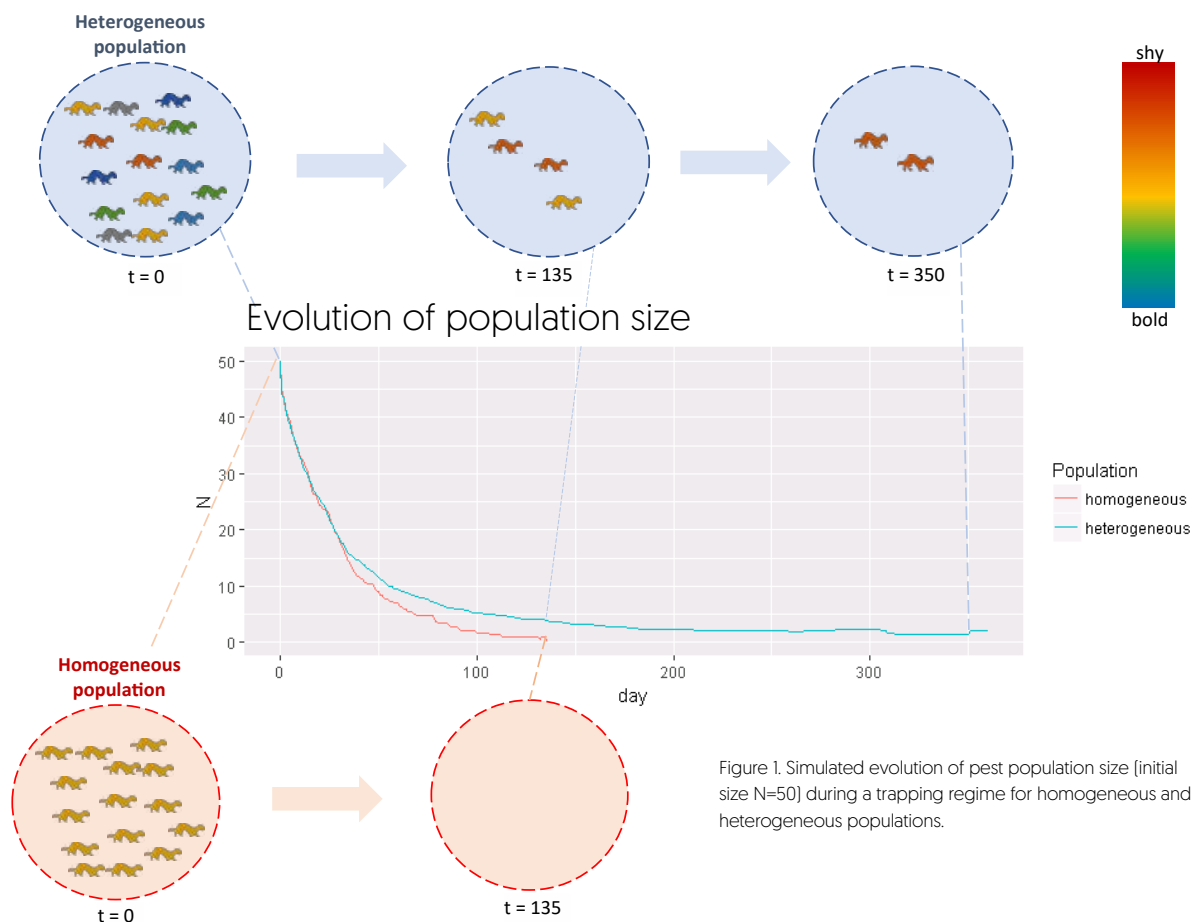 Heterogeneous
population
shy
t = 0
t = 135
t = 350
bold
Evolution of population size
50
40
30
20
10
0
N
0
100
200
300
day
Population
homogeneous
heterogeneous
Homogeneous
population
t = 0
t = 135
Figure 1. Simulated evolution of pest population size (initial
size N=50) during a trapping regime for homogeneous and
heterogeneous populations.